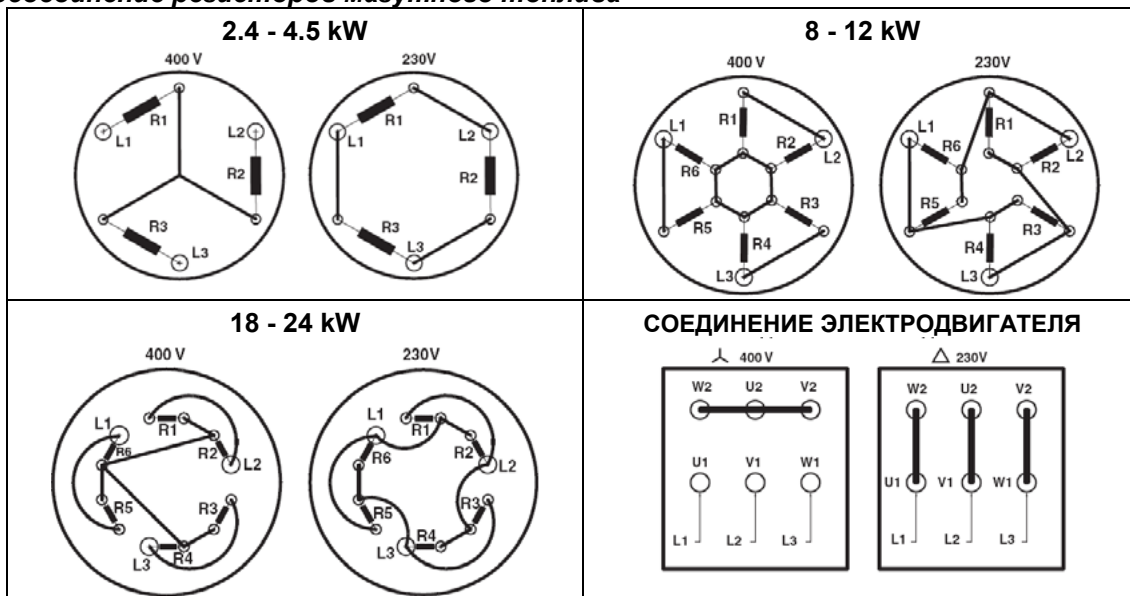 резисторов мазутного топлива
2.4 - 4.5 kW
400 V
230V
R1
L1
L2
R2
R3
L3
R1
L1
L2
R2
R3
L3
8 - 12 kW
400V
230V
L1
R1
R2
L2
R6
R5
R3
R4
L3
L1
R1
R6
R2
L2
R5
R3
R4
L3
18 - 24 kW
400 V
230V
L1
R1
R6
R2
L2
R5
R3
L3
R4
L1
R1
R6
R2
L2
R5
R3
L3
R4
СОЕДИНЕНИЕ ЭЛЕКТРОДВИГАТЕЛЯ
400 V
W2 U2 V2
U1 V1 W1
L1 L2 L3
△ 230V
W2 U2 V2
U1 V1 W1
L1 L2 L3